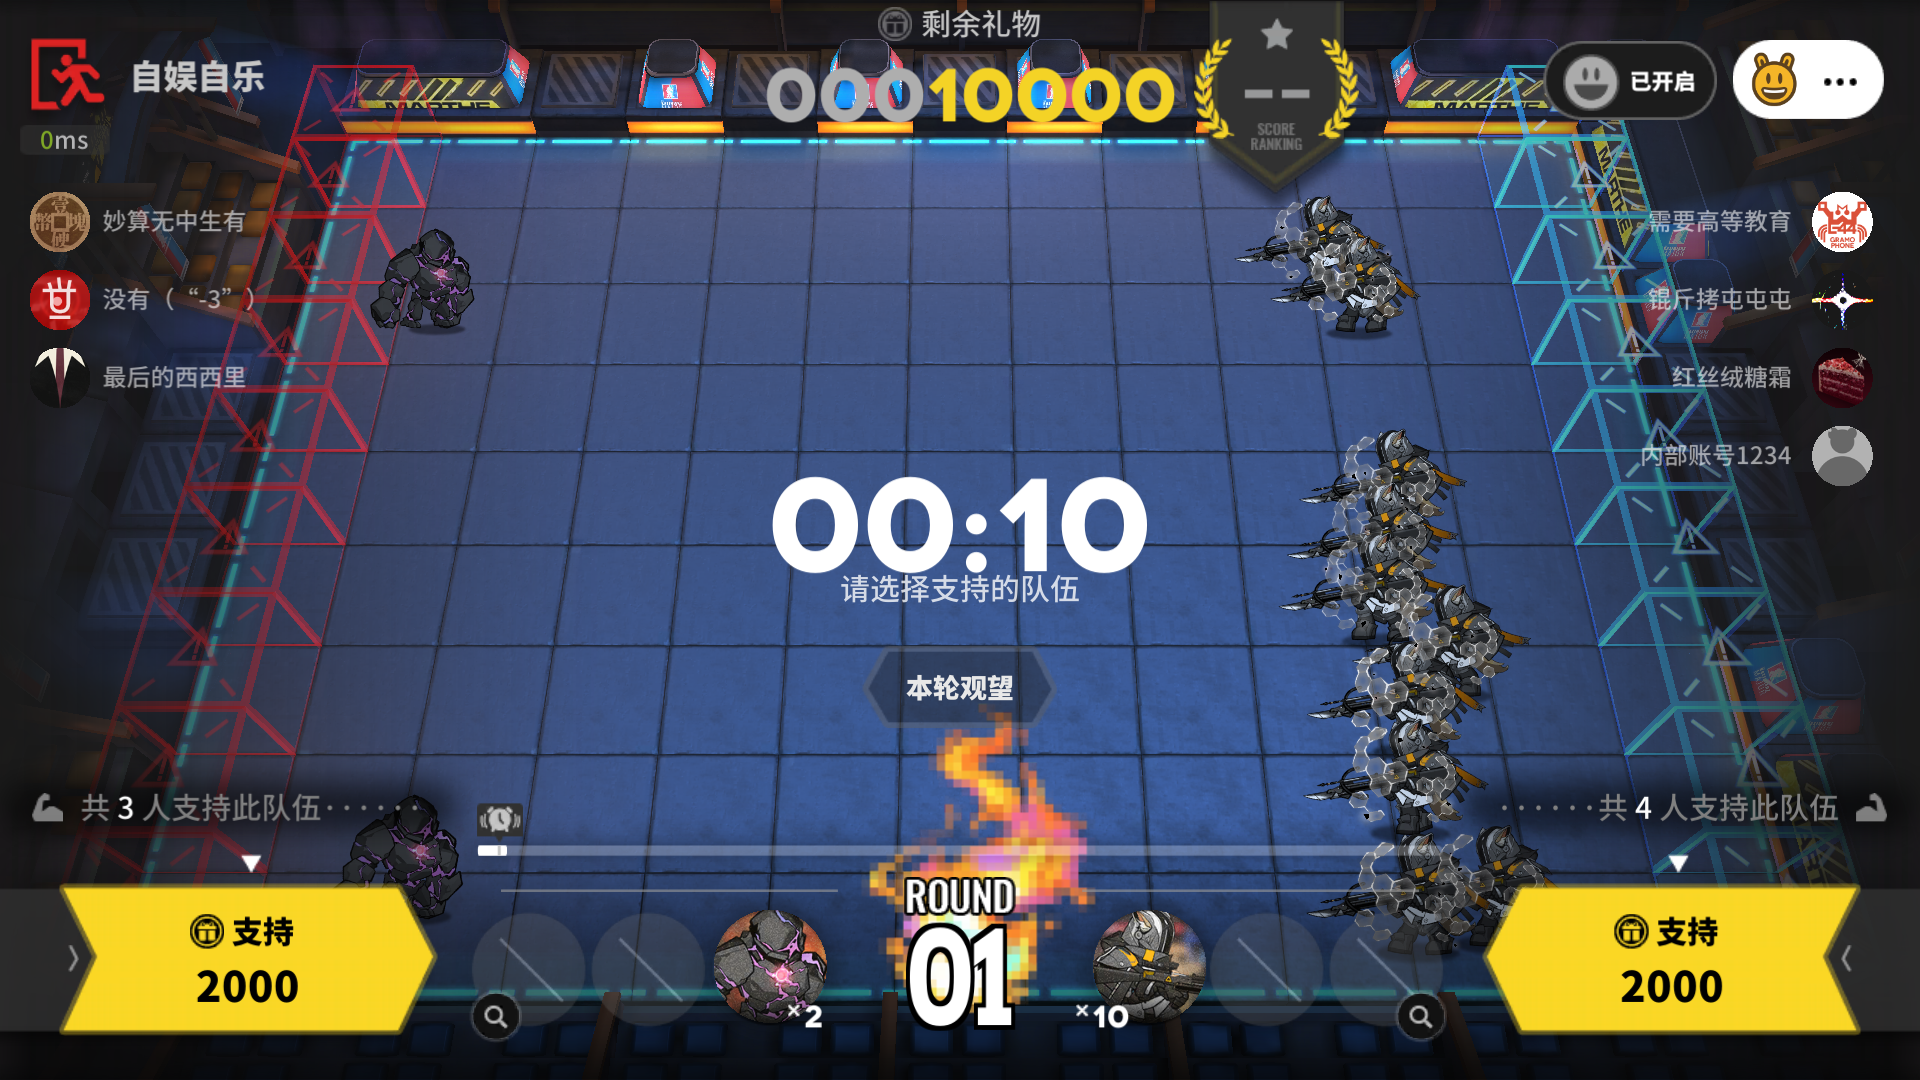 剩余礼物
00010000
自娱自乐
0ms
SCORE
RANKING
已开启
妙算无中生有
没有（“-3”）
最后的西西里
需要高等教育
锟斤拷屯屯屯
红丝绒糖霜
内部账号1234
00:10
请选择支持的队伍
本轮观望
共 3 人支持此队伍
共 4 人支持此队伍
支持
2000
×2
ROUND
01
×10
支持
2000